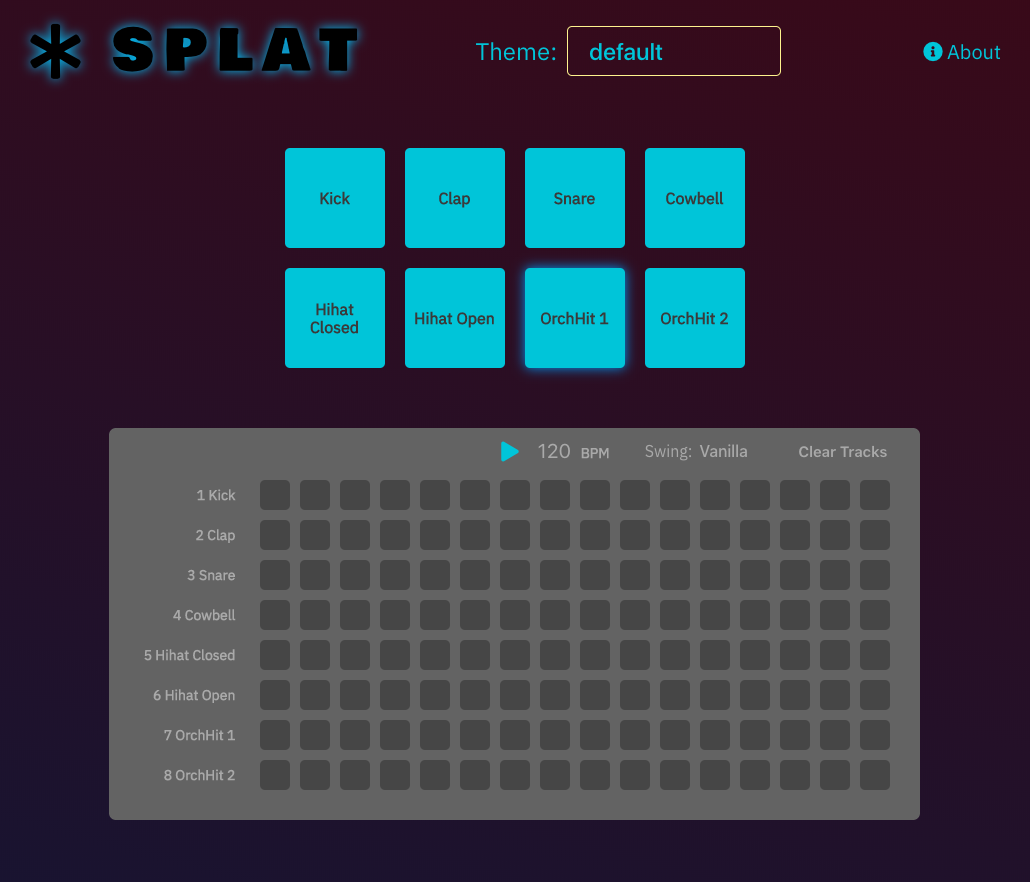 SPLAT
Theme: default
About
Kick
Clap
Snare
Cowbell
Hihat
Closed
Hihat Open
OrchHit 1
OrchHit 2
120 BPM
Swing: Vanilla
Clear Tracks
1 Kick
2 Clap
3 Snare
4 Cowbell
5 Hihat Closed
6 Hihat Open
7 OrchHit 1
8 OrchHit 2